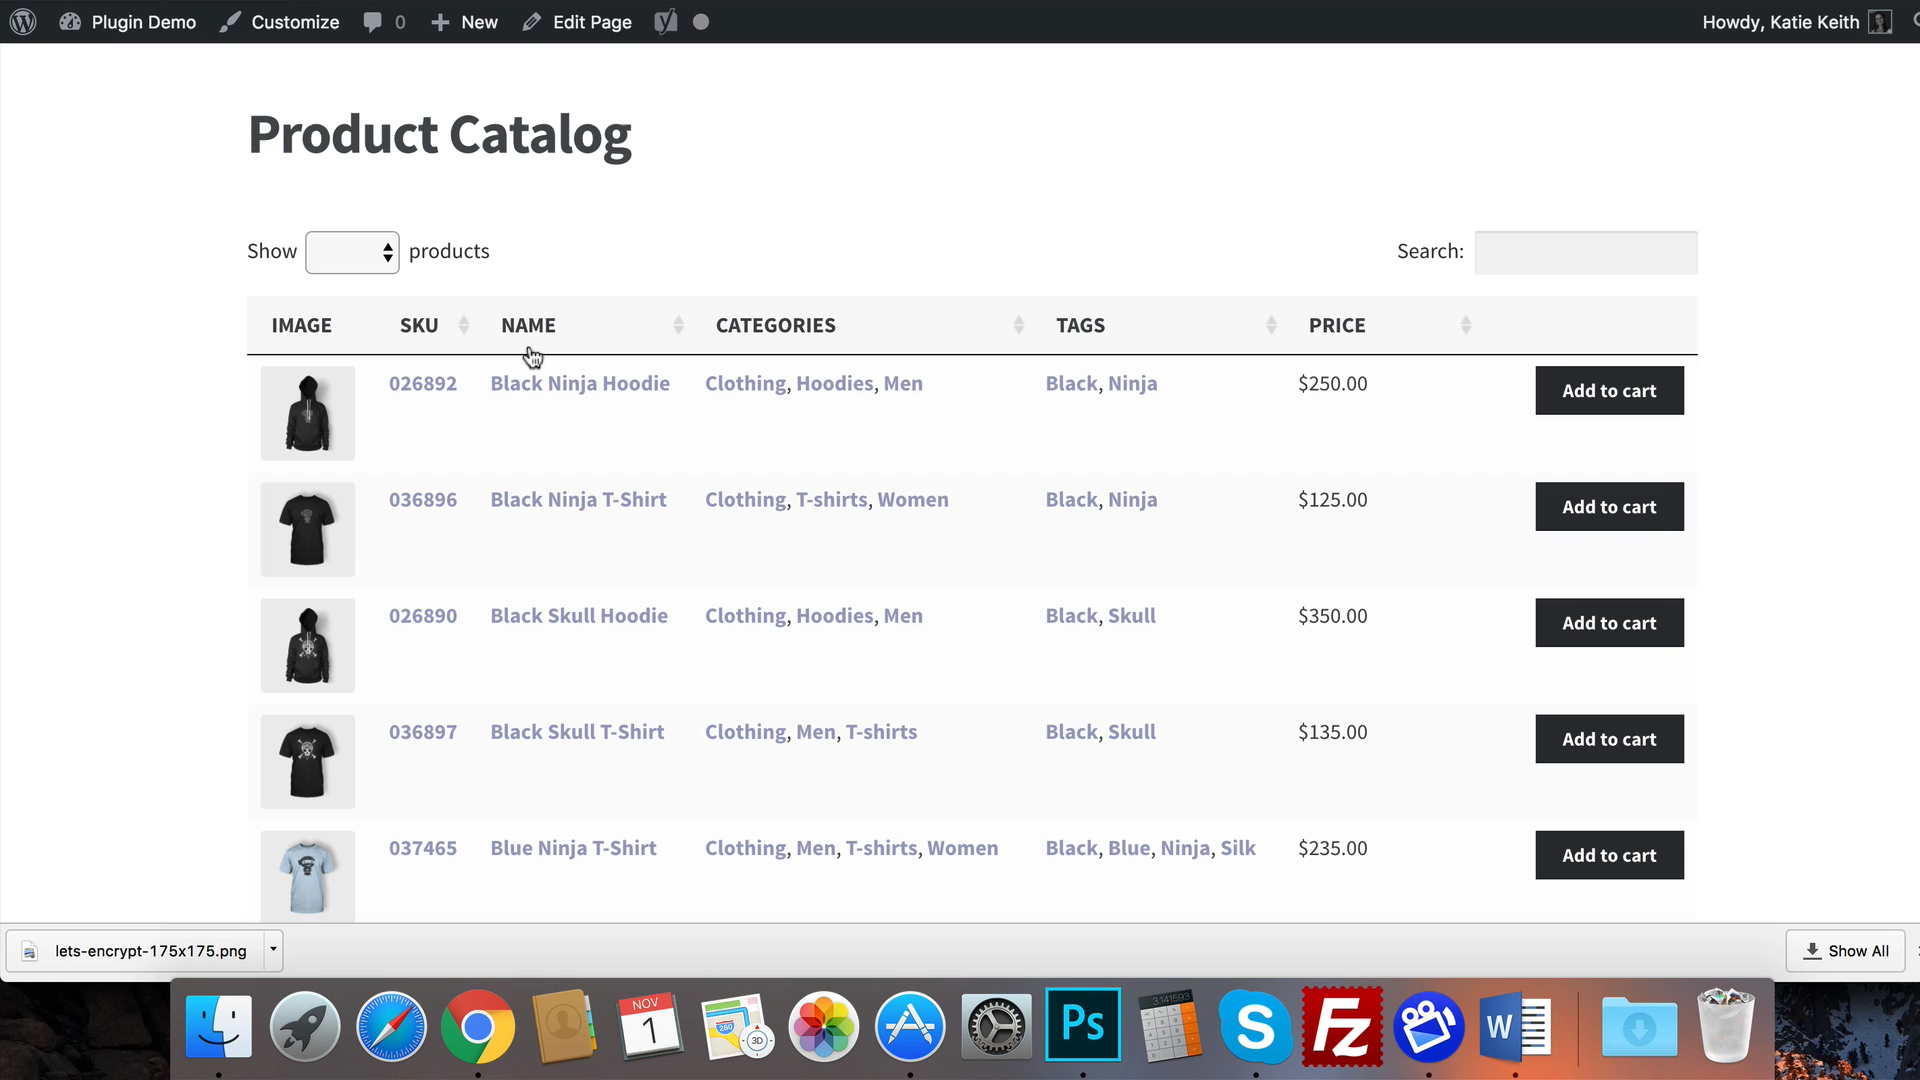 Plugin Demo Customize 0 New Edit Page Howdy, Katie Keith
Product Catalog
Show products Search:
IMAGE SKU NAME CATEGORIES TAGS PRICE
026892 Black Ninja Hoodie Clothing, Hoodies, Men Black, Ninja $250.00 Add to cart
036896 Black Ninja T-Shirt Clothing, T-shirts, Women Black, Ninja $125.00 Add to cart
026890 Black Skull Hoodie Clothing, Hoodies, Men Black, Skull $350.00 Add to cart
036897 Black Skull T-Shirt Clothing, Men, T-shirts Black, Skull $135.00 Add to cart
037465 Blue Ninja T-Shirt Clothing, Men, T-shirts, Women Black, Blue, Ninja, Silk $235.00 Add to cart
lets-encrypt-175x175.png Show All
NOV
1
280
3D
Ps
3.141593
S
Fz
W